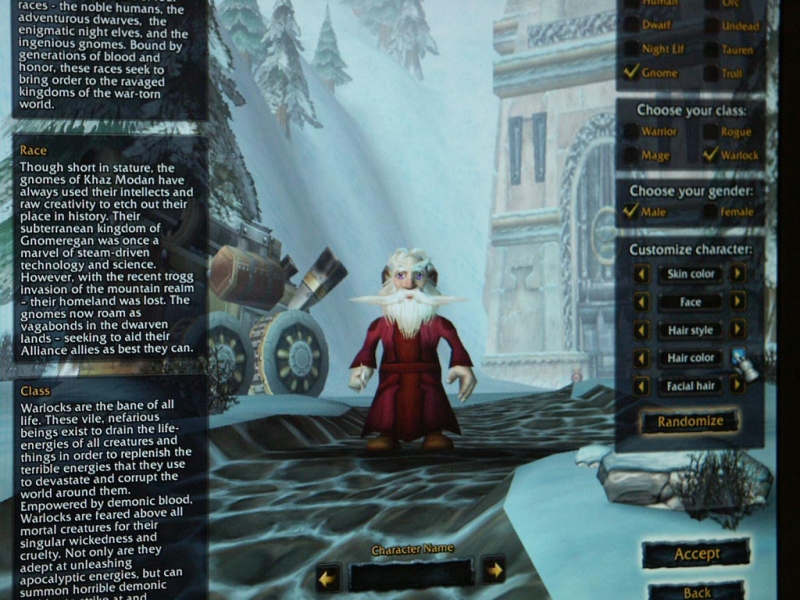 races - the noble humans, the
adventurous dwarves, the
enigmatic night elves, and the
ingenious gnomes. Bound by
generations of blood and
honor, these races seek to
bring order to the ravaged
kingdoms of the war-torn
world.
Race
Though short in stature, the
gnomes of Khaz Modan have
always used their intellects and
raw creativity to etch out their
place in history. Their
subterranean kingdom of
Gnomeregan was once a
marvel of steam-driven
technology and science.
However, with the recent trogg
invasion of the mountain realm
- their homeland was lost. The
gnomes now roam as
vagabonds in the dwarven
lands - seeking to aid their
Alliance allies as best they can.
Class
Warlocks are the bane of all
life. These vile, nefarious
beings exist to drain the life-
energies of all creatures and
things in order to replenish the
terrible energies that they use
to devastate and corrupt the
world around them.
Empowered by demonic blood,
Warlocks are feared above all
mortal creatures for their
singular wickedness and
cruelty. Not only are they
adept at unleashing
apocalyptic energies, but can
summon horrible demonic
Character Name
Human Orc
Dwarf Undead
Night Elf Tauren
Gnome Troll
Choose your class:
Warrior Rogue
Mage Warlock
Choose your gender:
Male Female
Customize character:
Skin color
Face
Hair style
Hair color
Facial hair
Randomize
Accept
Back